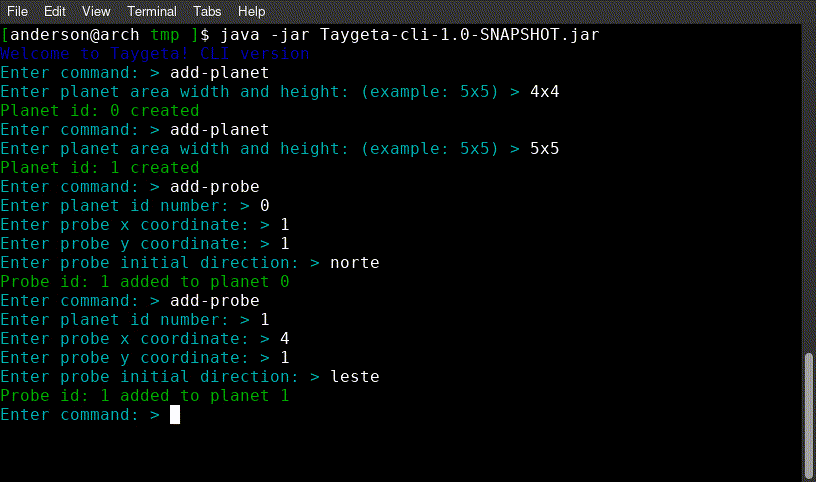 File Edit View Terminal Tabs Help
[anderson@arch tmp ]$ java -jar Taygeta-cli-1.0-SNAPSHOT.jar
Welcome to Taygeta! CLI version
Enter command: > add-planet
Enter planet area width and height: (example: 5x5) > 4x4
Planet id: 0 created
Enter command: > add-planet
Enter planet area width and height: (example: 5x5) > 5x5
Planet id: 1 created
Enter command: > add-probe
Enter planet id number: > 0
Enter probe x coordinate: > 1
Enter probe y coordinate: > 1
Enter probe initial direction: > norte
Probe id: 1 added to planet 0
Enter command: > add-probe
Enter planet id number: > 1
Enter probe x coordinate: > 4
Enter probe y coordinate: > 1
Enter probe initial direction: > leste
Probe id: 1 added to planet 1
Enter command: >